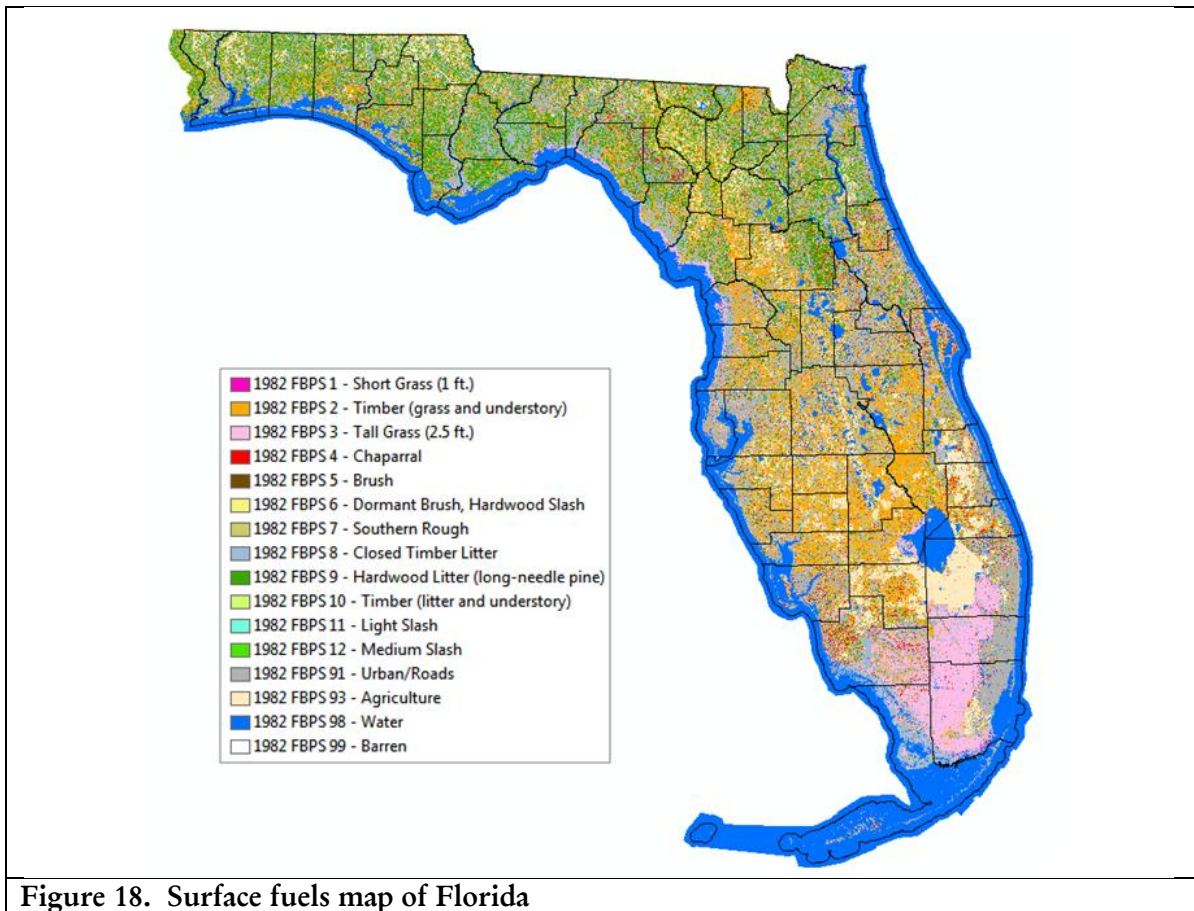 1982 FBPS 1 - Short Grass (1 ft.)
1982 FBPS 2 - Timber (grass and understory)
1982 FBPS 3 - Tall Grass (2.5 ft.)
1982 FBPS 4 - Chaparral
1982 FBPS 5 - Brush
1982 FBPS 6 - Dormant Brush, Hardwood Slash
1982 FBPS 7 - Southern Rough
1982 FBPS 8 - Closed Timber Litter
1982 FBPS 9 - Hardwood Litter (long-needle pine)
1982 FBPS 10 - Timber (litter and understory)
1982 FBPS 11 - Light Slash
1982 FBPS 12 - Medium Slash
1982 FBPS 91 - Urban/Roads
1982 FBPS 93 - Agriculture
1982 FBPS 98 - Water
1982 FBPS 99 - Barren
Figure 18. Surface fuels map of Florida